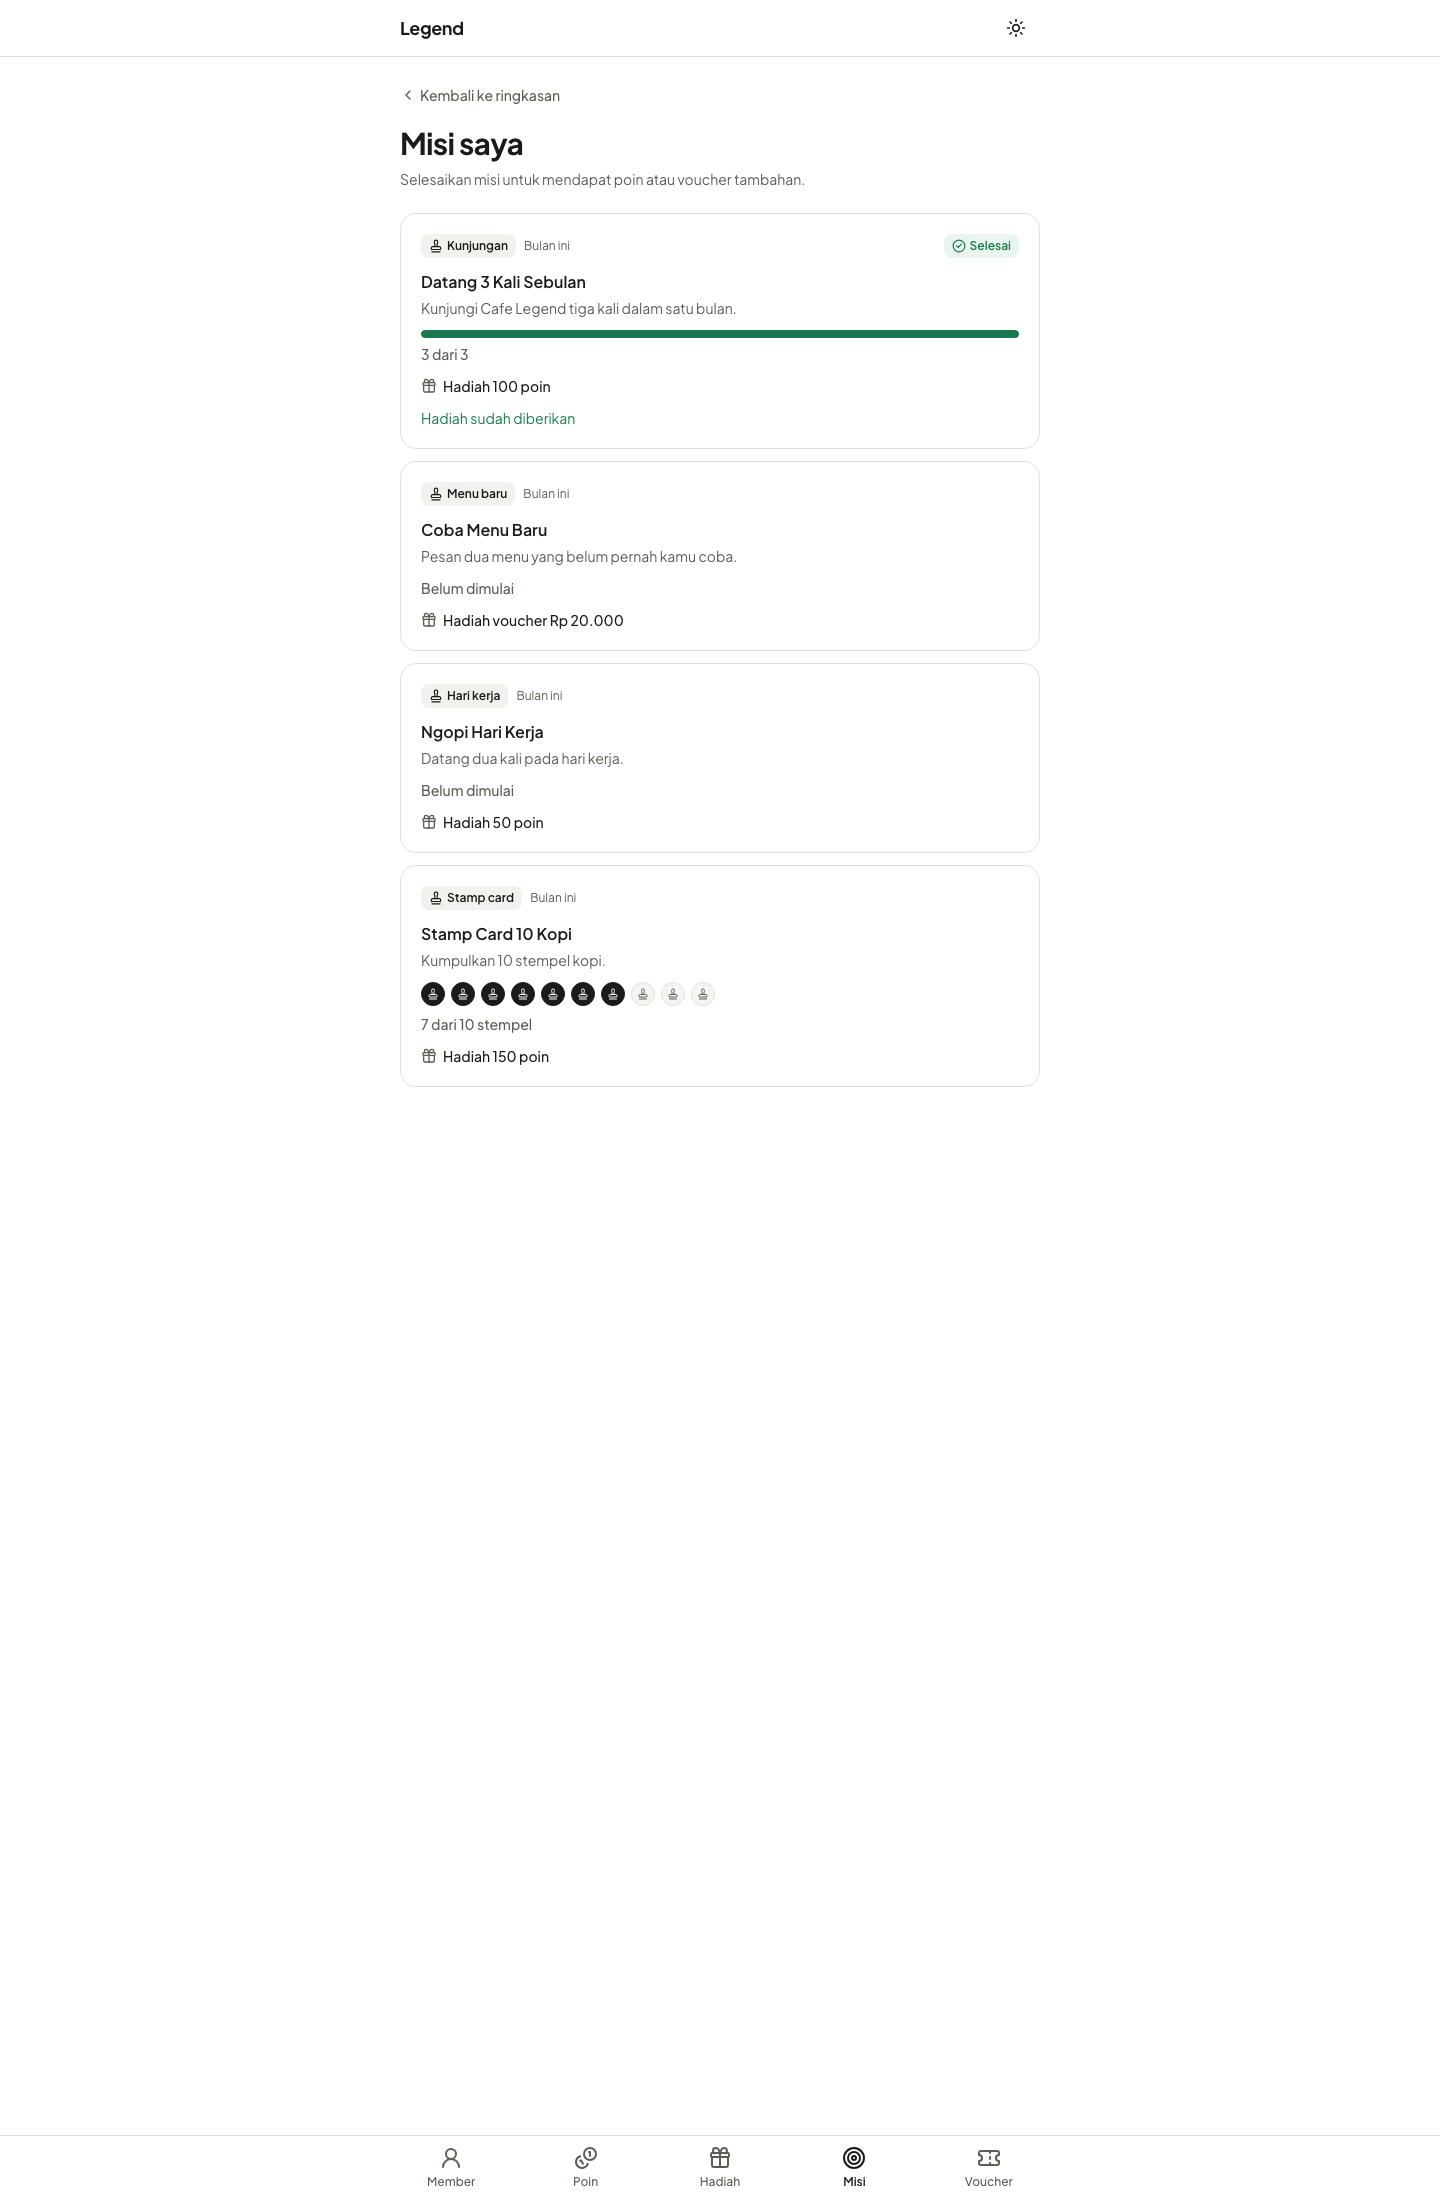 Legend
Kembali ke ringkasan
Misi saya
Selesaikan misi untuk mendapat poin atau voucher tambahan.
Kunjungan Bulan ini Selesai
Datang 3 Kali Sebulan
Kunjungi Cafe Legend tiga kali dalam satu bulan.
3 dari 3
Hadiah 100 poin
Hadiah sudah diberikan
Menu baru Bulan ini
Coba Menu Baru
Pesan dua menu yang belum pernah kamu coba.
Belum dimulai
Hadiah voucher Rp 20.000
Hari kerja Bulan ini
Ngopi Hari Kerja
Datang dua kali pada hari kerja.
Belum dimulai
Hadiah 50 poin
Stamp card Bulan ini
Stamp Card 10 Kopi
Kumpulkan 10 stempel kopi.
7 dari 10 stempel
Hadiah 150 poin
Member Poin Hadiah Misi Voucher